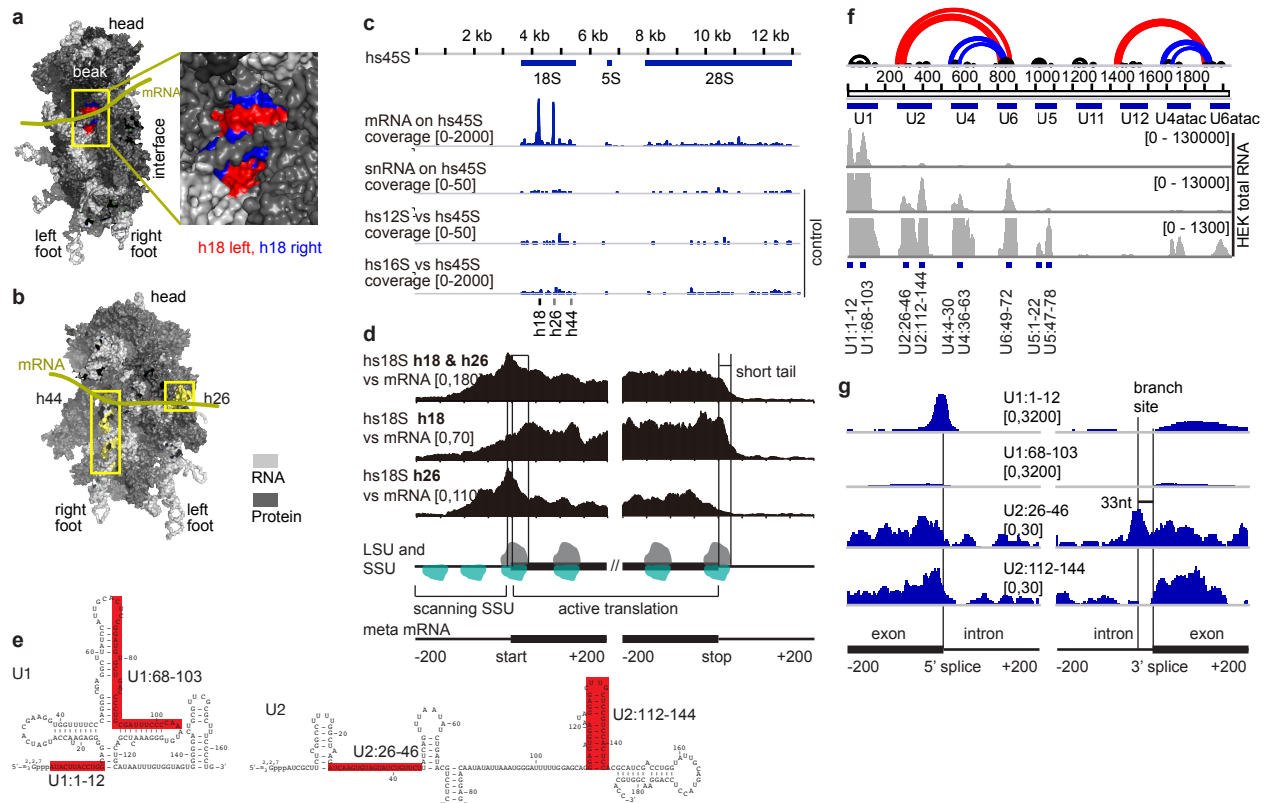 a
head
beak
mRNA
interface
left
foot
right
foot
h18 left, h18 right
b
head
mRNA
h44
h26
right
foot
left
foot
RNA
Protein
c
2 kb 4 kb 6 kb 8 kb 10 kb 12 kb
hs45S
18S 5S 28S
mRNA on hs45S
coverage [0-2000]
snRNA on hs45S
coverage [0-50]
hs12S vs hs45S
coverage [0-50]
hs16S vs hs45S
coverage [0-2000]
control
h18
h26
h44
d
hs18S h18 & h26
vs mRNA [0,180]
short tail
hs18S h18
vs mRNA [0,70]
hs18S h26
vs mRNA [0,110]
LSU and
SSU
//
scanning SSU
active translation
meta mRNA
-200 start +200 -200 stop +200
e
U1
U1:68-103
U1:1-12
U2
U2:26-46
U2:112-144
f
200 400 600 800 1000 1200 1400 1600 1800
U1 U2 U4 U6 U5 U11 U12 U4atac U6atac
[0 - 130000]
[0 - 13000]
[0 - 1300]
HEK total RNA
U1:1-12
U1:68-103
U2:26-46
U2:112-144
U4:4-30
U4:36-63
U6:49-72
U5:1-22
U5:47-78
g
branch
site
U1:1-12
[0,3200]
U1:68-103
[0,3200]
33nt
U2:26-46
[0,30]
U2:112-144
[0,30]
exon intron intron exon
-200 5' splice +200 -200 3' splice +200